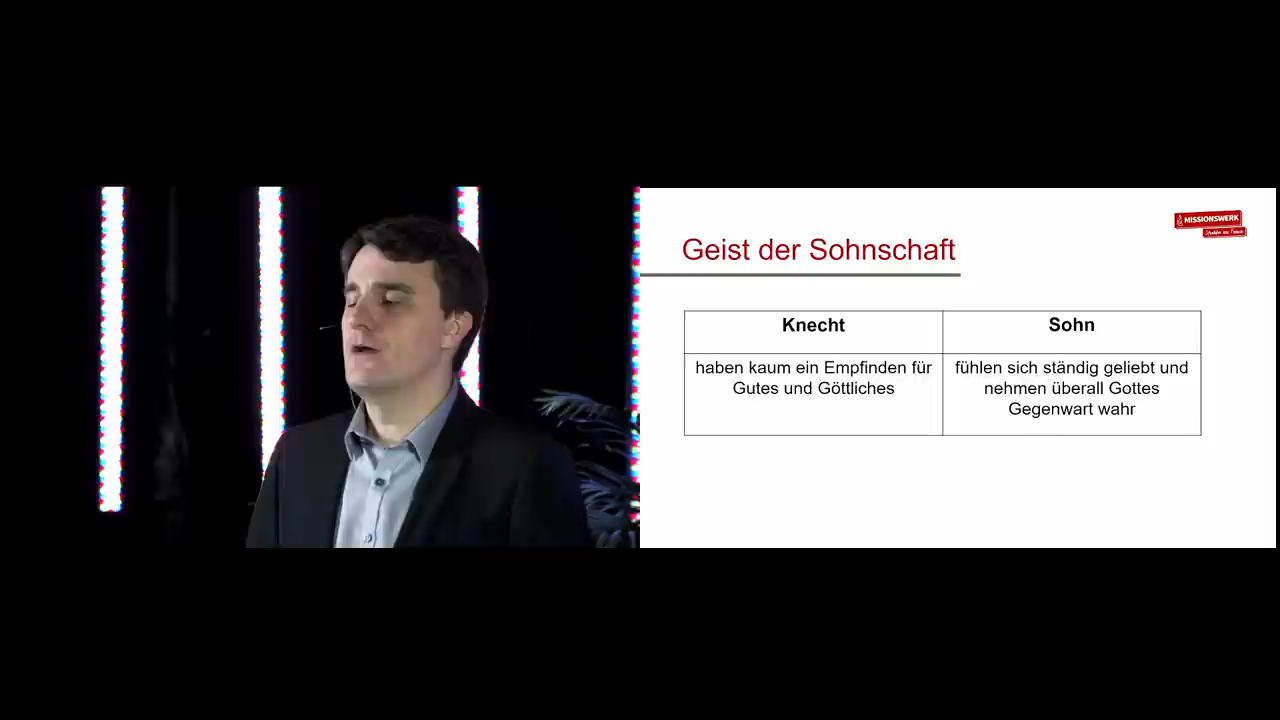 MISSIONSWERK
Geist der Sohnschaft
Knecht
Sohn
haben kaum ein Empfinden für
Gutes und Göttliches
fühlen sich ständig geliebt und
nehmen überall Gottes
Gegenwart wahr